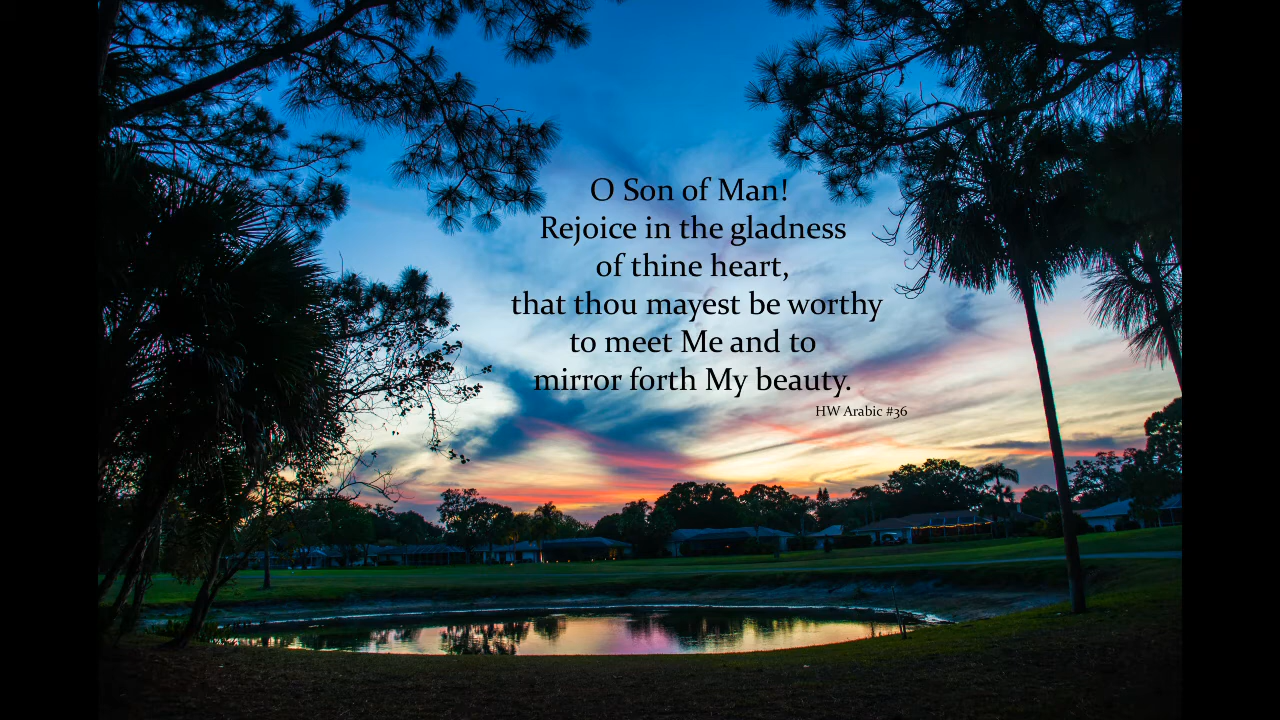 O Son of Man!
Rejoice in the gladness
of thine heart,
that thou mayest be worthy
to meet Me and to
mirror forth My beauty.
HW Arabic #36